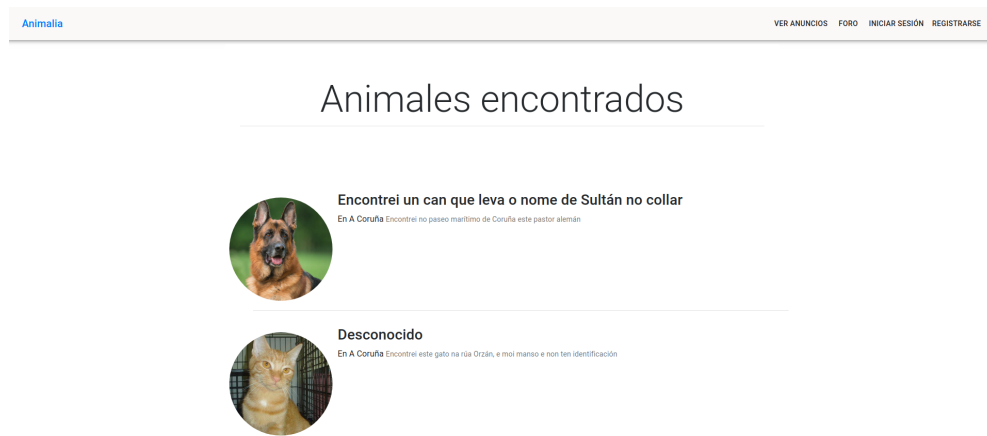 Animalia
VER ANUNCIOS FORO INICIAR SESIÓN REGISTRARSE
Animales encontrados
Encontrei un can que leva o nome de Sultán no collar
En A Coruña Encontrei no paseo marítimo de Coruña este pastor alemán
Desconocido
En A Coruña Encontrei este gato na rúa Orzán, e moi manso e non ten identificación